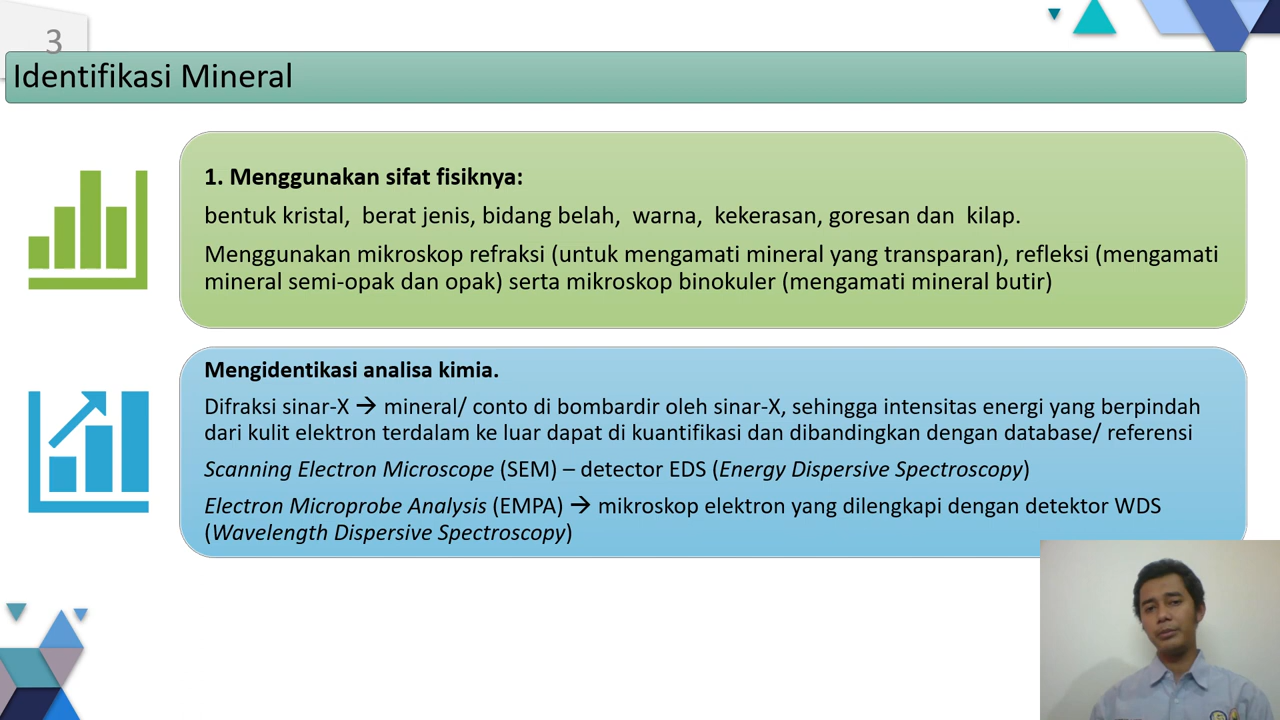 3
Identifikasi Mineral
1. Menggunakan sifat fisiknya:
bentuk kristal, berat jenis, bidang belah, warna, kekerasan, goresan dan kilap.
Menggunakan mikroskop refraksi (untuk mengamati mineral yang transparan), refleksi (mengamati
mineral semi-opak dan opak) serta mikroskop binokuler (mengamati mineral butir)
Mengidentikasi analisa kimia.
Difraksi sinar-X → mineral/ conto di bombardir oleh sinar-X, sehingga intensitas energi yang berpindah
dari kulit elektron terdalam ke luar dapat di kuantifikasi dan dibandingkan dengan database/ referensi
Scanning Electron Microscope (SEM) – detector EDS (Energy Dispersive Spectroscopy)
Electron Microprobe Analysis (EMPA) → mikroskop elektron yang dilengkapi dengan detektor WDS
(Wavelength Dispersive Spectroscopy)